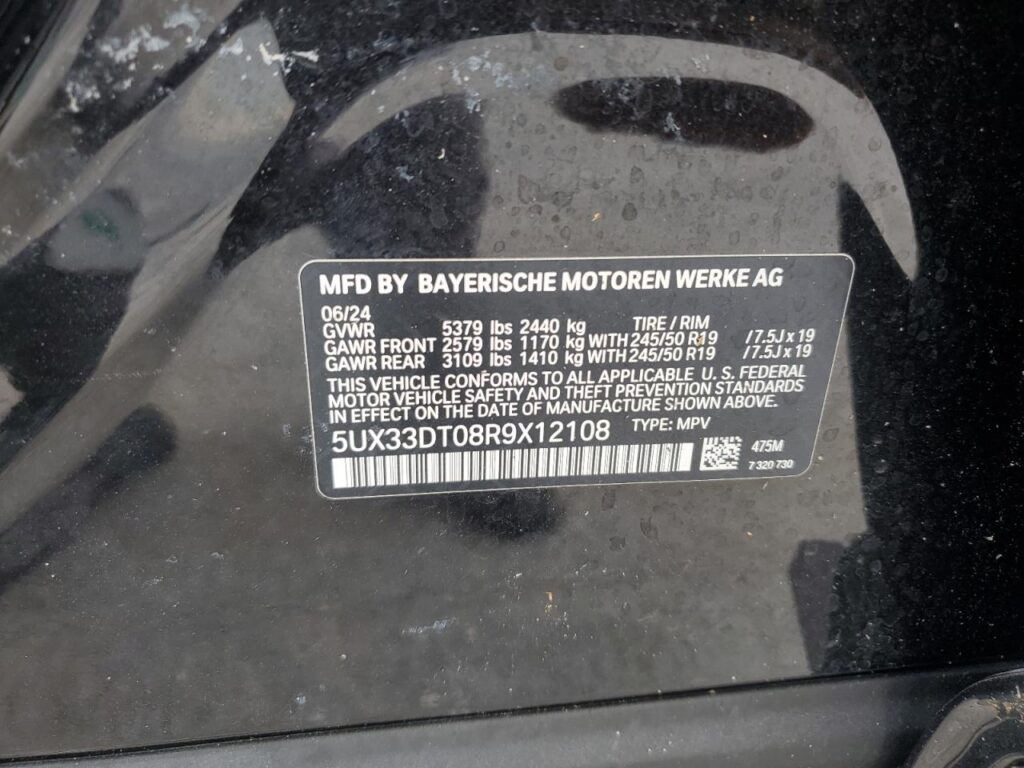 MFD BY BAYERISCHE MOTOREN WERKE AG
06/24 TIRE / RIM
GVWR 5379 lbs 2440 kg
GAWR FRONT 2579 lbs 1170 kg WITH 245/50 R19 /7.5J x 19
GAWR REAR 3109 lbs 1410 kg WITH 245/50 R19 /7.5J x 19
THIS VEHICLE CONFORMS TO ALL APPLICABLE U. S. FEDERAL
MOTOR VEHICLE SAFETY AND THEFT PREVENTION STANDARDS
IN EFFECT ON THE DATE OF MANUFACTURE SHOWN ABOVE.
5UX33DT08R9X12108 TYPE: MPV
475M
7 320 730